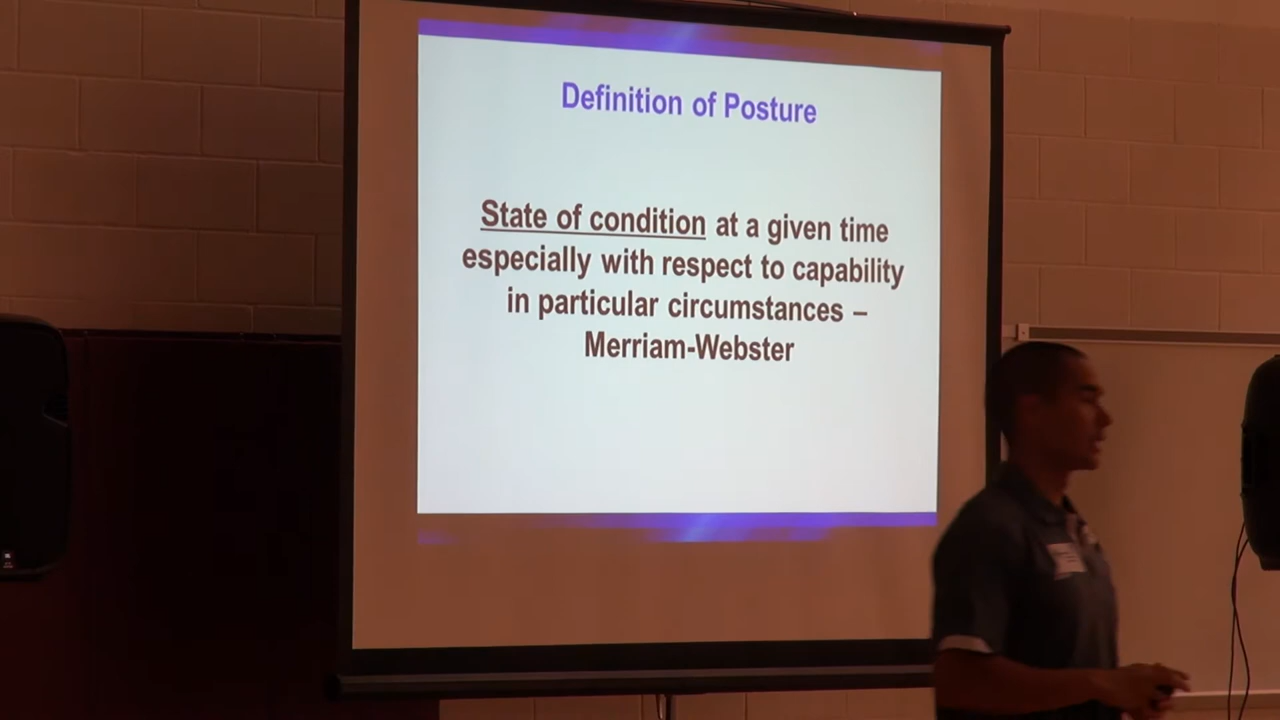 Definition of Posture
State of condition at a given time
especially with respect to capability
in particular circumstances –
Merriam-Webster